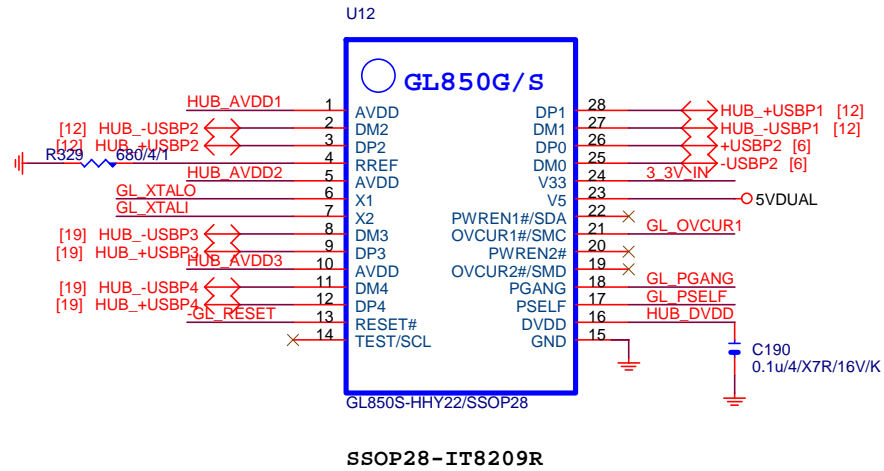 U12
GL850G/S
HUB_AVDD1 1 AVDD
[12] HUB_-USBP2 2 DM2
[12] HUB_+USBP2 3 DP2
R329 680/4/1 4 RREF
HUB_AVDD2 5 AVDD
GL_XTALO 6 X1
GL_XTALI 7 X2
[19] HUB_-USBP3 8 DM3
[19] HUB_+USBP3 9 DP3
HUB_AVDD3 10 AVDD
[19] HUB_-USBP4 11 DM4
[19] HUB_+USBP4 12 DP4
-GL_RESET 13 RESET#
14 TEST/SCL
DP1 28 HUB_+USBP1 [12]
DM1 27 HUB_-USBP1 [12]
DP0 26 +USBP2 [6]
DM0 25 -USBP2 [6]
V33 24 3_3V_IN
V5 23 5VDUAL
PWREN1#/SDA 22
OVCUR1#/SMC 21 GL_OVCUR1
PWREN2# 20
OVCUR2#/SMD 19
PGANG 18 GL_PGANG
PSELF 17 GL_PSELF
DVDD 16 HUB_DVDD
GND 15
C190
0.1u/4/X7R/16V/K
GL850S-HHY22/SSOP28
SSOP28-IT8209R